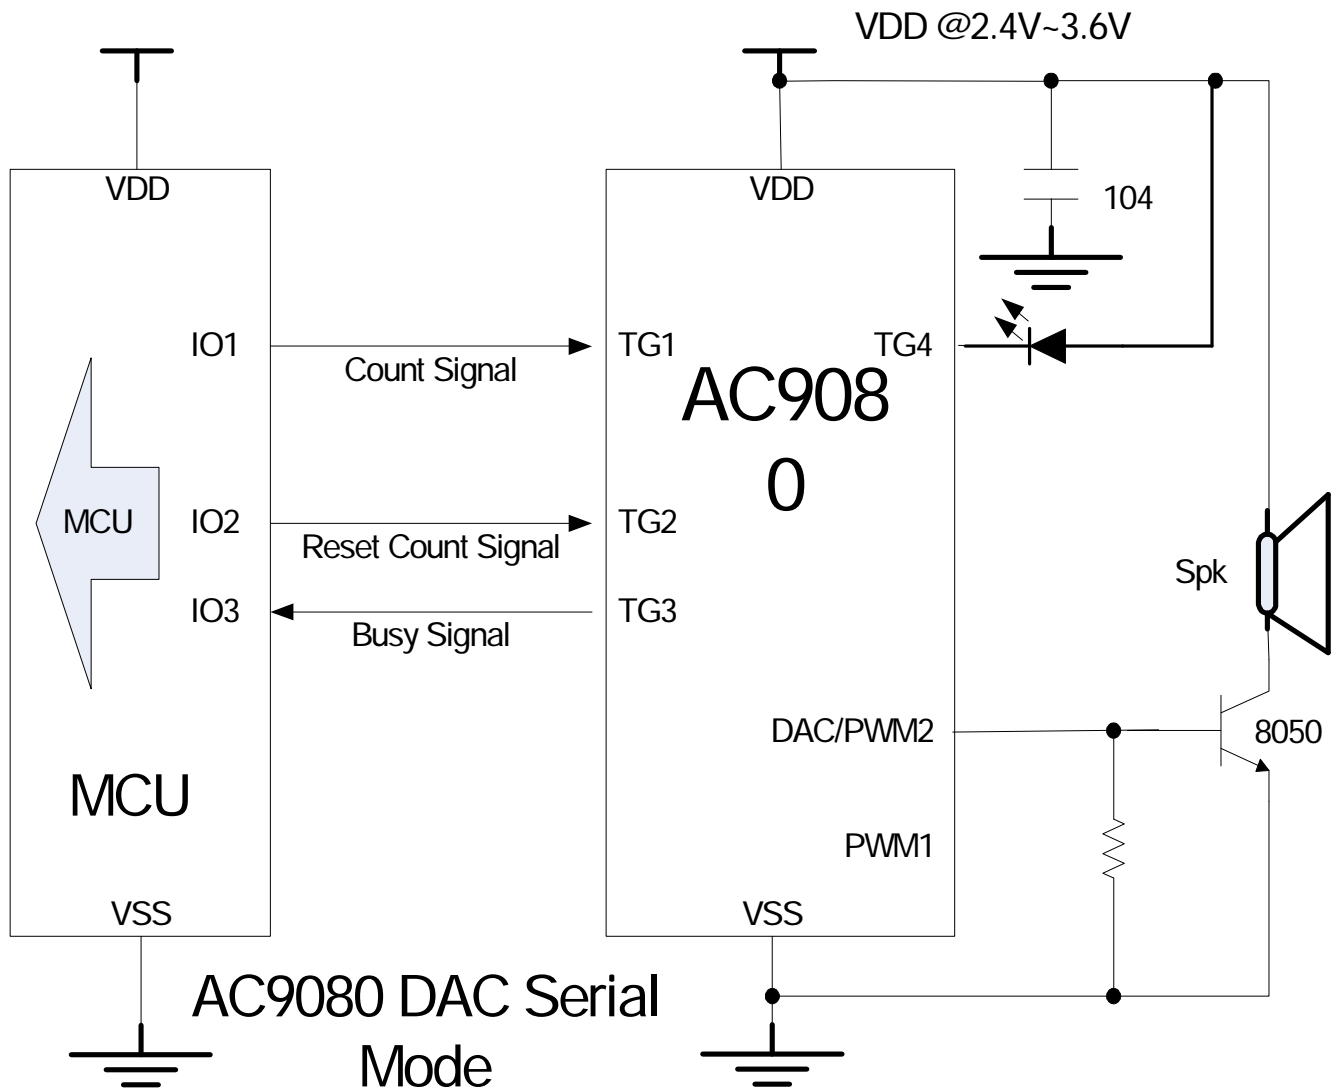 VDD @2.4V~3.6V
VDD
VDD
104
IO1
Count Signal
TG1
TG4
AC908
0
MCU
IO2
Reset Count Signal
TG2
IO3
Busy Signal
TG3
Spk
DAC/PWM2
8050
MCU
PWM1
VSS
VSS
AC9080 DAC Serial
Mode